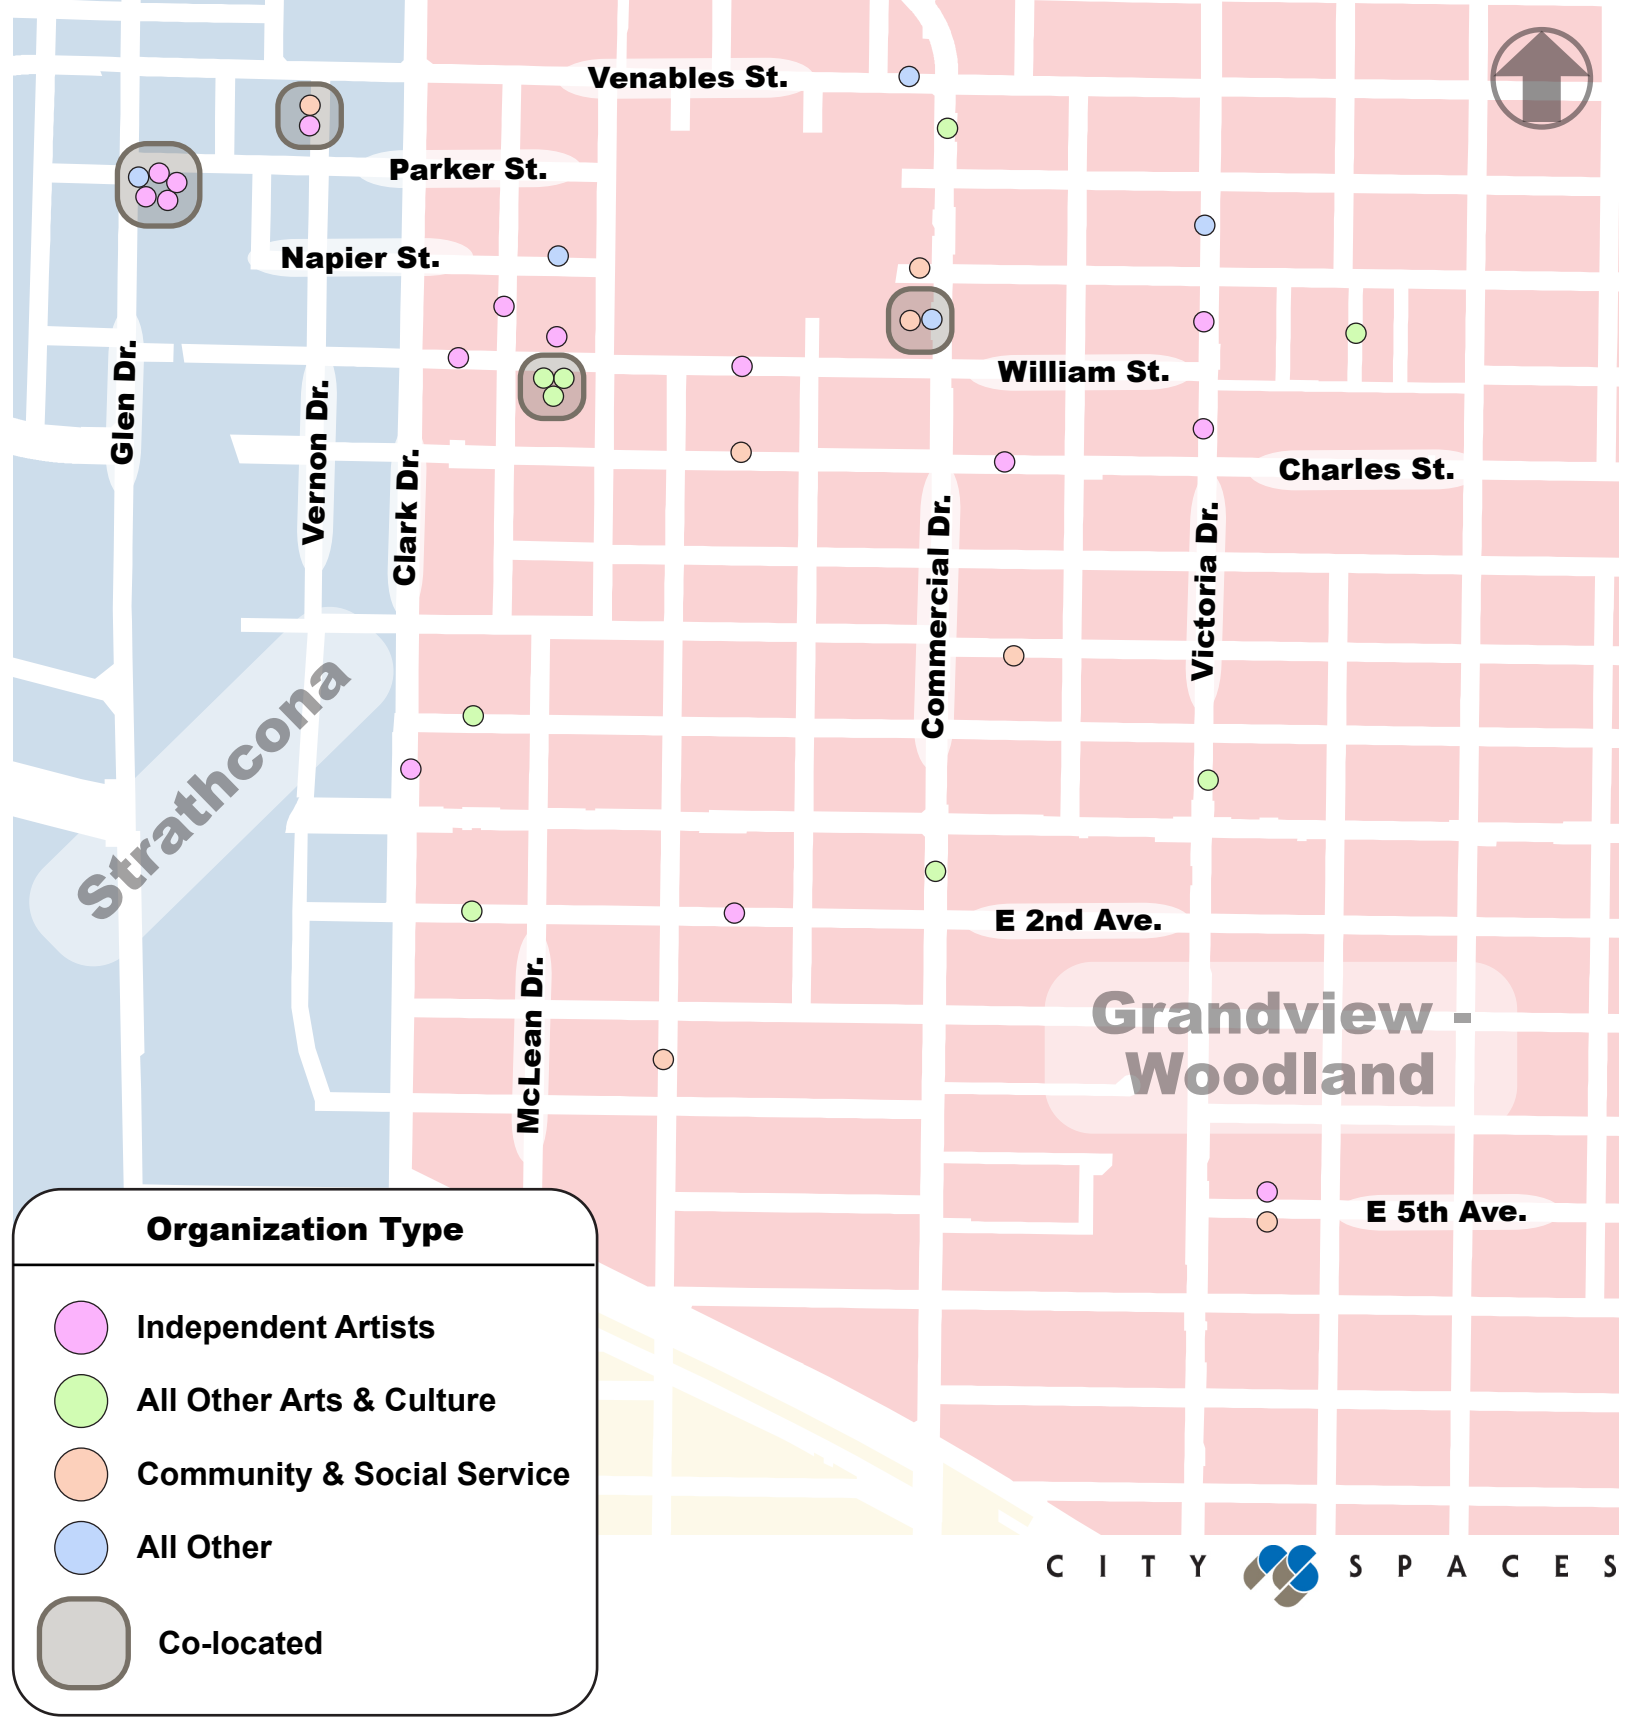 Venables St.
Parker St.
Napier St.
William St.
Glen Dr.
Vernon Dr.
Clark Dr.
Charles St.
Commercial Dr.
Victoria Dr.
Strathcona
E 2nd Ave.
McLean Dr.
Grandview -
Woodland
E 5th Ave.
Organization Type
Independent Artists
All Other Arts & Culture
Community & Social Service
All Other
Co-located
CITY SPACES